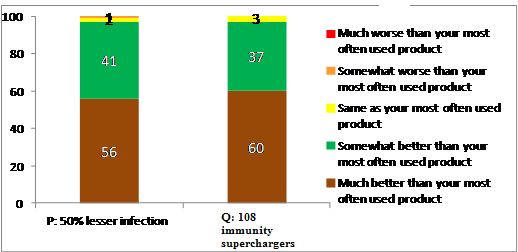 100
80
60
40
20
0
41
56
3
37
60
P: 50% lesser infection
Q: 108
immunity
superchargers
Much worse than your most
often used product
Somewhat worse than your
most often used product
Same as your most often used
product
Somewhat better than your
most often used product
Much better than your most
often used product